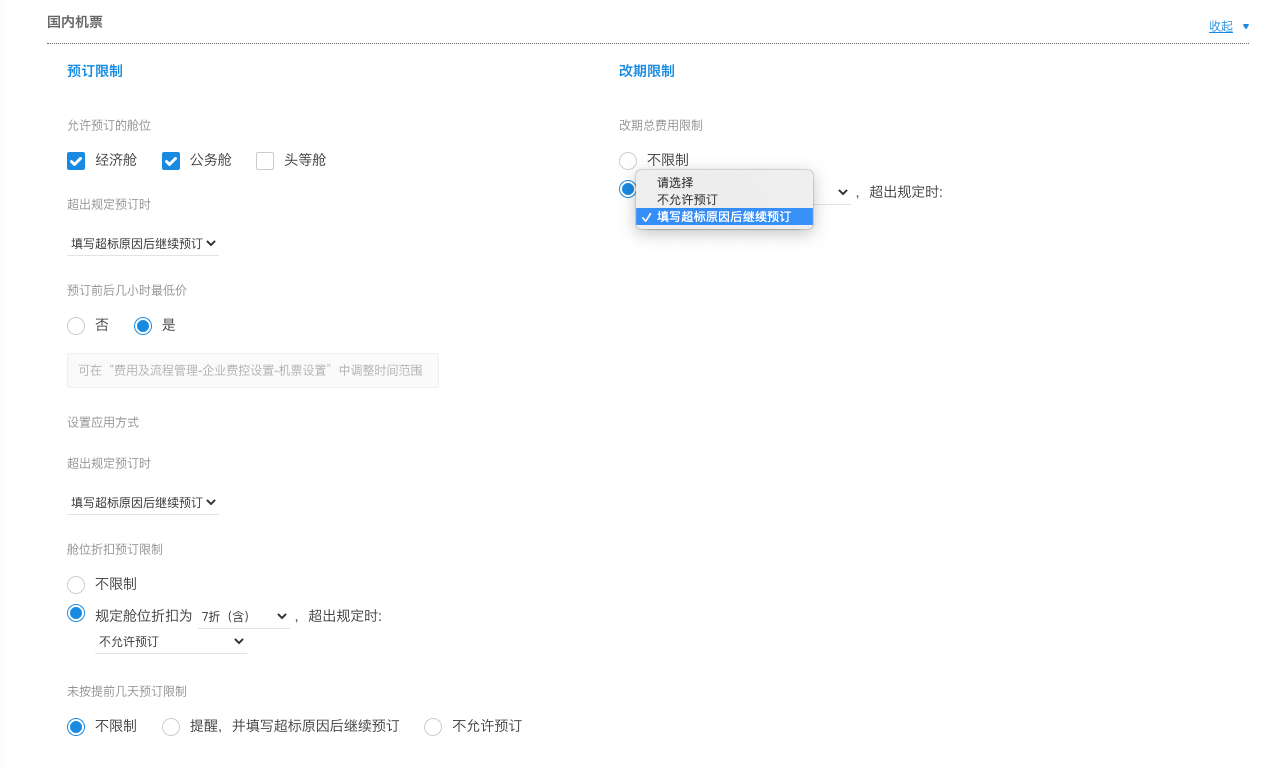 国内机票
收起
预订限制
允许预订的舱位
经济舱 公务舱 头等舱
超出规定预订时
填写超标原因后继续预订
预订前后几小时最低价
否 是
可在“费用及流程管理-企业费控设置-机票设置”中调整时间范围
设置应用方式
超出规定预订时
填写超标原因后继续预订
舱位折扣预订限制
不限制
规定舱位折扣为 7折（含） ，超出规定时:
不允许预订
未按提前几天预订限制
不限制 提醒，并填写超标原因后继续预订 不允许预订
改期限制
改期总费用限制
不限制
，超出规定时:
请选择
不允许预订
填写超标原因后继续预订